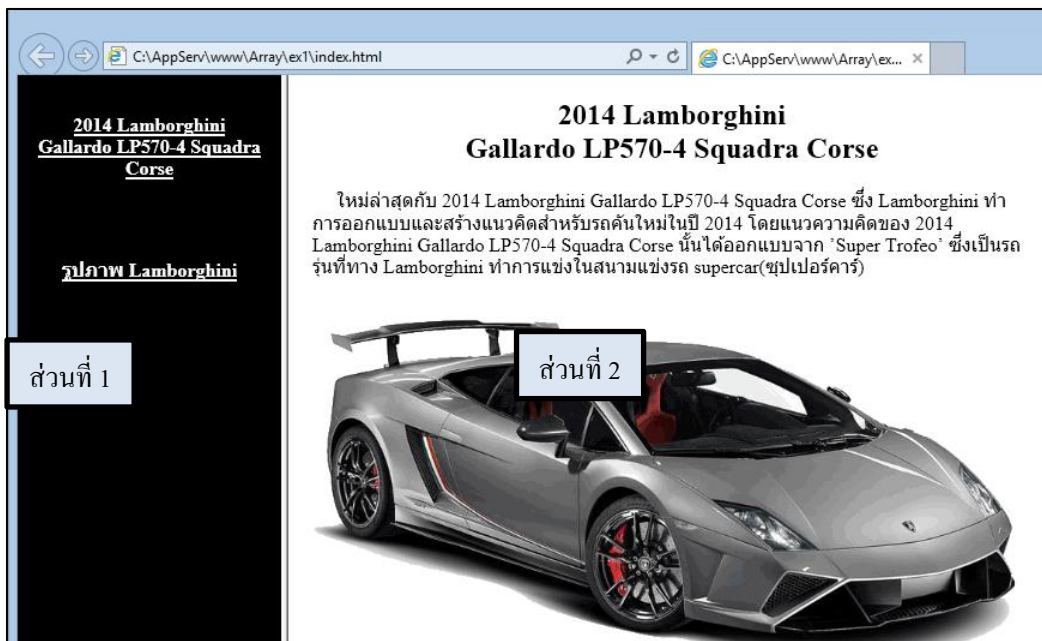 C:\AppServ\www\Array\ex1\index.html
C:\AppServ\www\Array\ex...
2014 Lamborghini
Gallardo LP570-4 Squadra
Corse
รูปภาพ Lamborghini
ส่วนที่ 1
2014 Lamborghini
Gallardo LP570-4 Squadra Corse
ใหม่ล่าสุดกับ 2014 Lamborghini Gallardo LP570-4 Squadra Corse ซึ่ง Lamborghini ทำ
การออกแบบและสร้างแนวคิดสำหรับรถคันใหม่ในปี 2014 โดยแนวความคิดของ 2014
Lamborghini Gallardo LP570-4 Squadra Corse นั้นได้ออกแบบจาก 'Super Trofeo' ซึ่งเป็นรถ
รุ่นที่ทาง Lamborghini ทำการแข่งในสนามแข่งรถ supercar(ซุปเปอร์คาร์)
ส่วนที่ 2